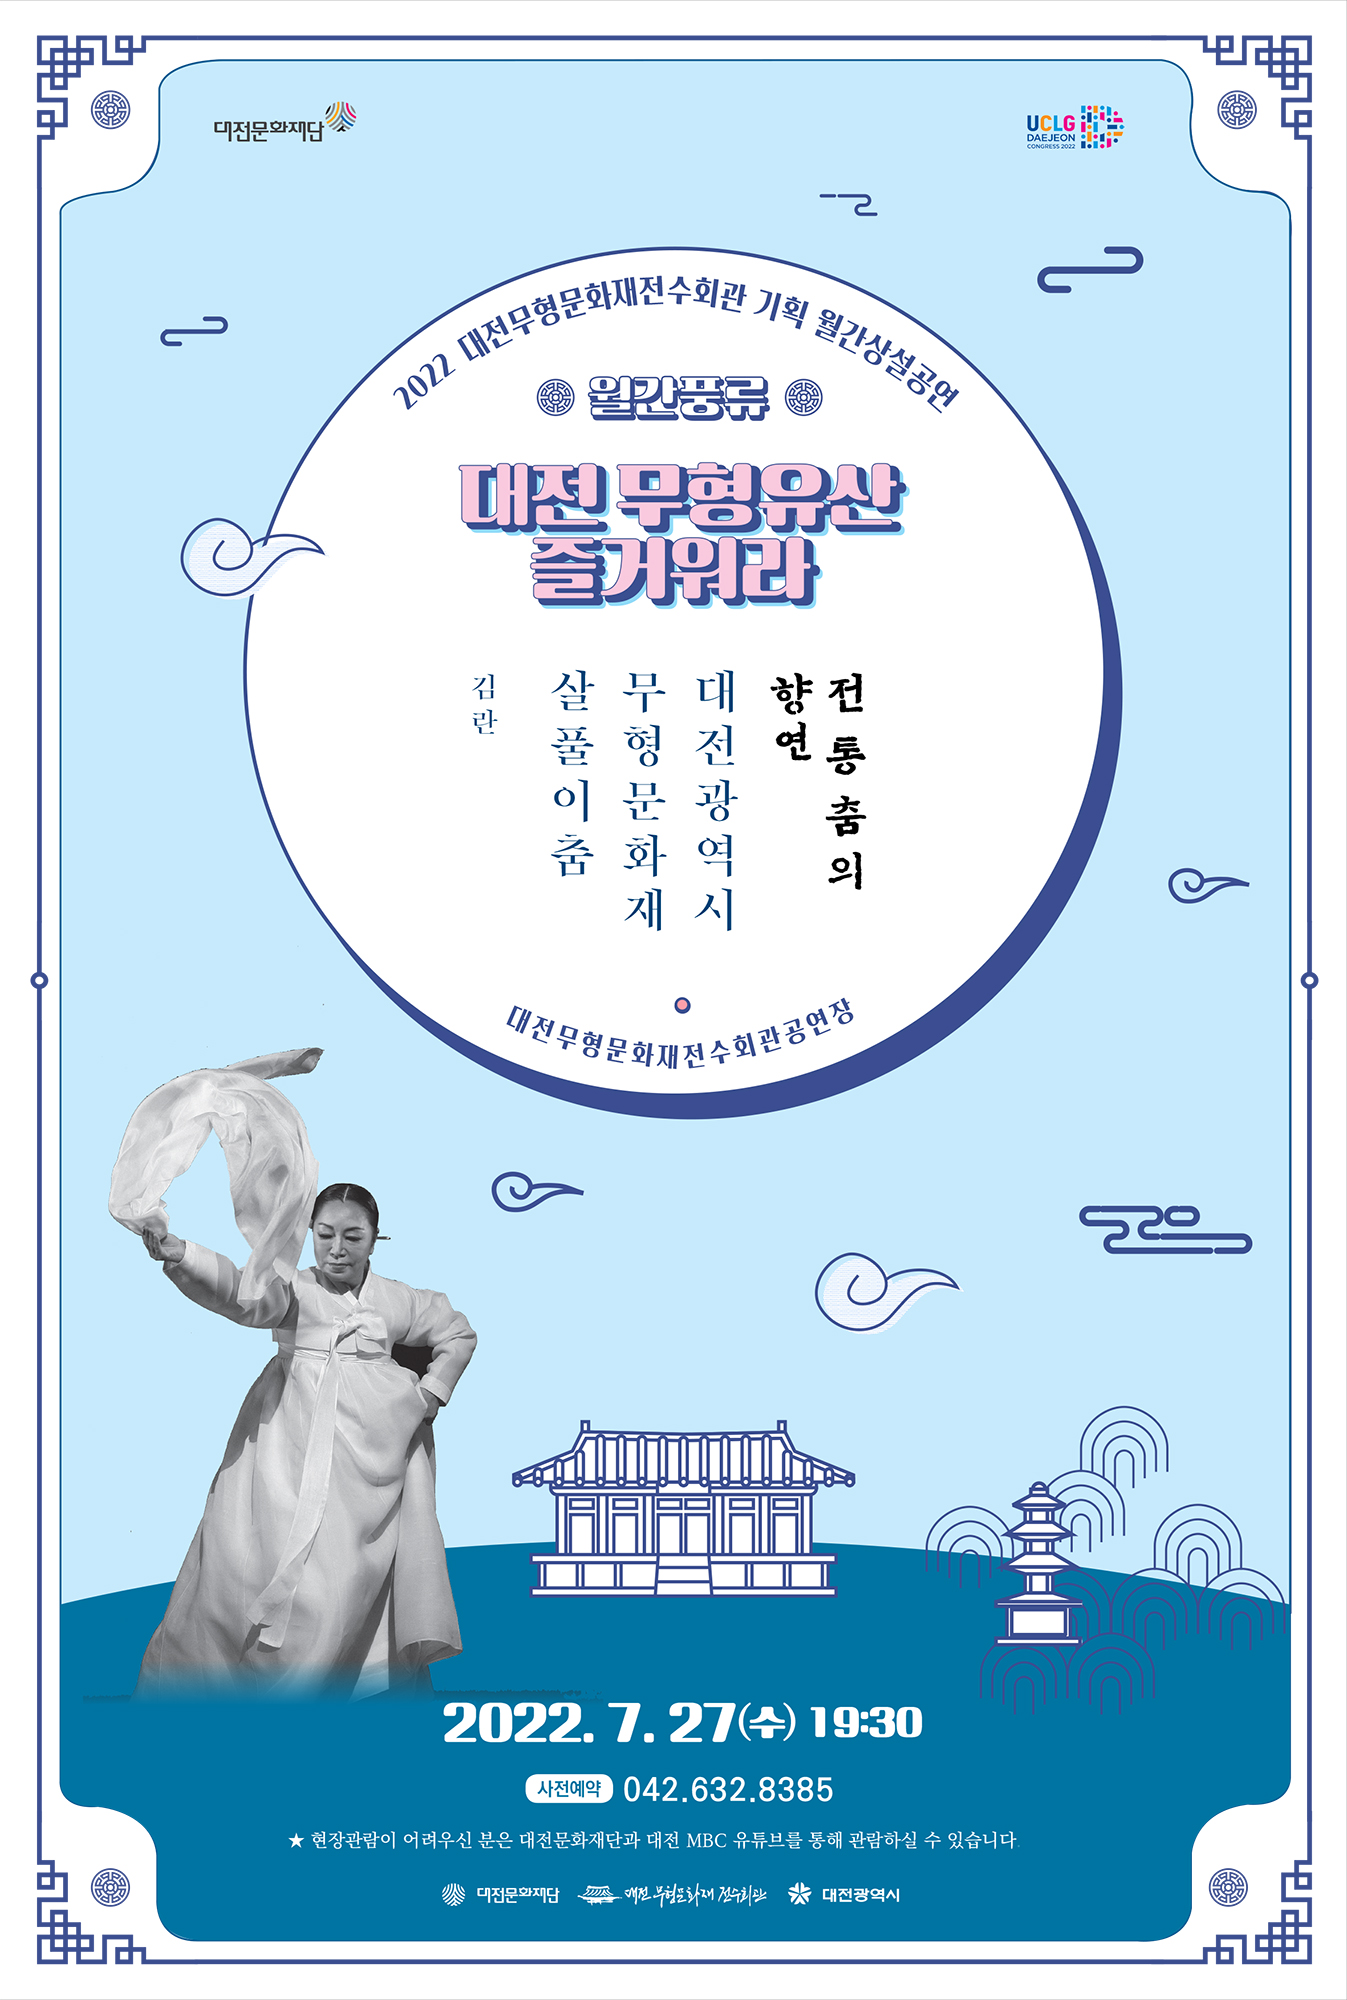 대전문화재단
UCLG
DAEJEON
CONGRESS 2022
2022 대전무형문화재전수회관 기획 월간상설공연
월간풍류
대전 무형유산
즐거워라
전통춤의
향연
대전광역시
무형문화재
살풀이춤
김란
대전무형문화재전수회관공연장
2022. 7. 27(수) 19:30
사전예약 042.632.8385
★ 현장관람이 어려우신 분은 대전문화재단과 대전 MBC 유튜브를 통해 관람하실 수 있습니다.
대전문화재단 대전 무형문화재 전수회관 대전광역시